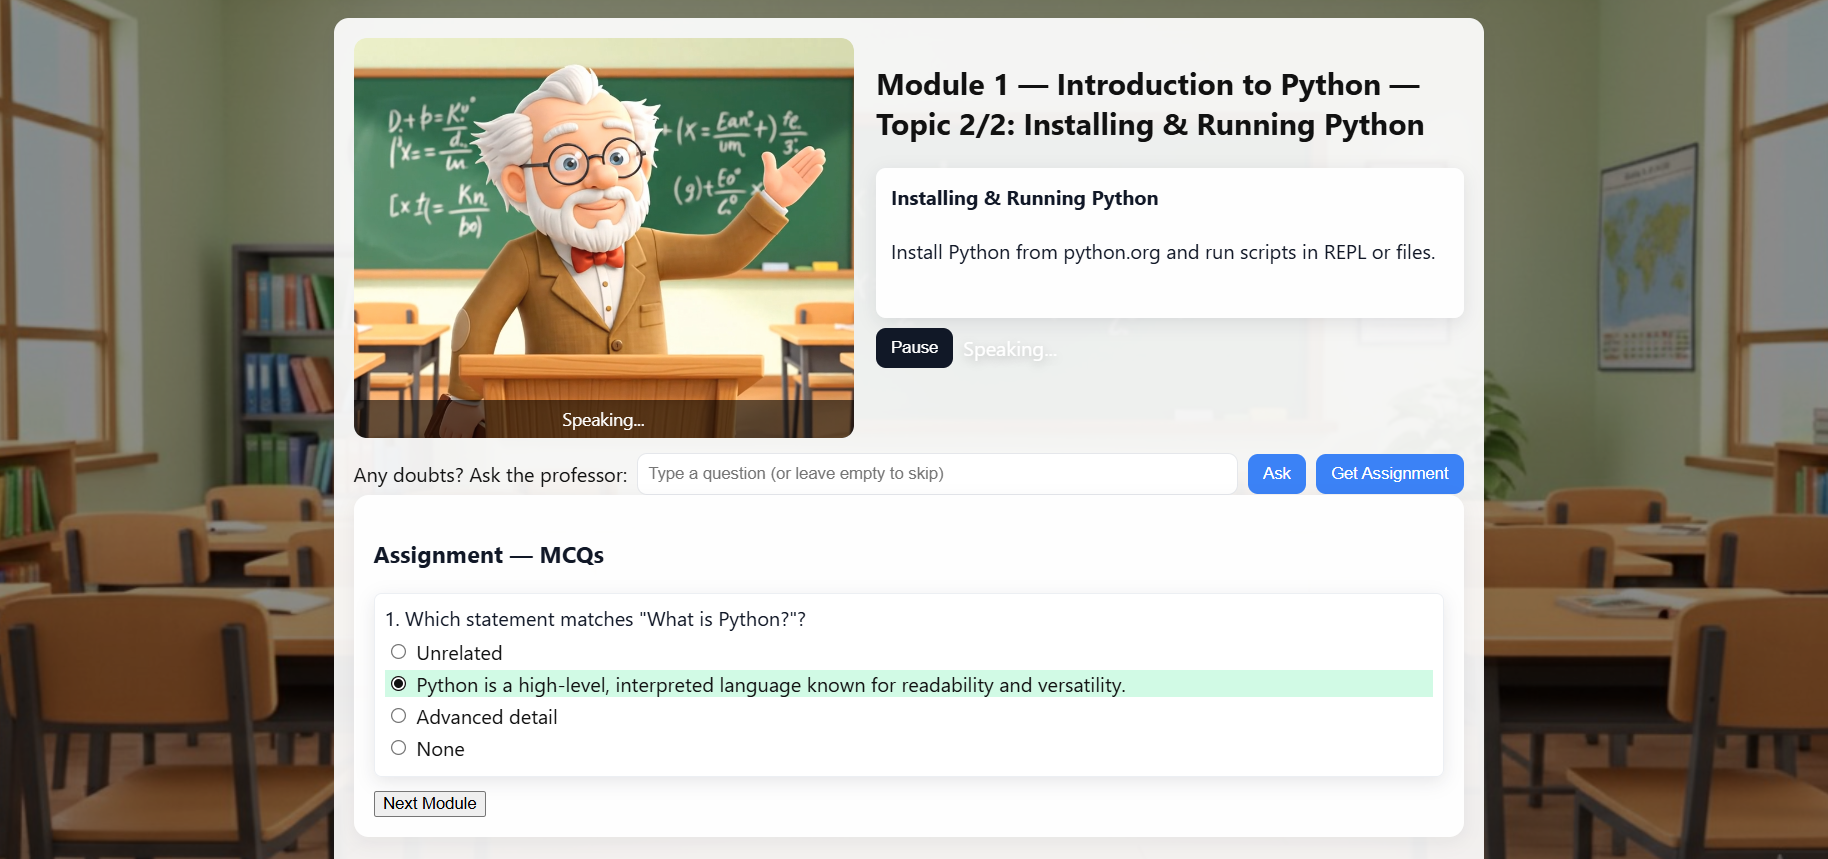 Module 1 — Introduction to Python —
Topic 2/2: Installing & Running Python
Installing & Running Python
Install Python from python.org and run scripts in REPL or files.
Pause
Speaking...
Speaking...
Any doubts? Ask the professor:
Type a question (or leave empty to skip)
Ask
Get Assignment
Assignment — MCQs
1. Which statement matches "What is Python?"?
Unrelated
Python is a high-level, interpreted language known for readability and versatility.
Advanced detail
None
Next Module